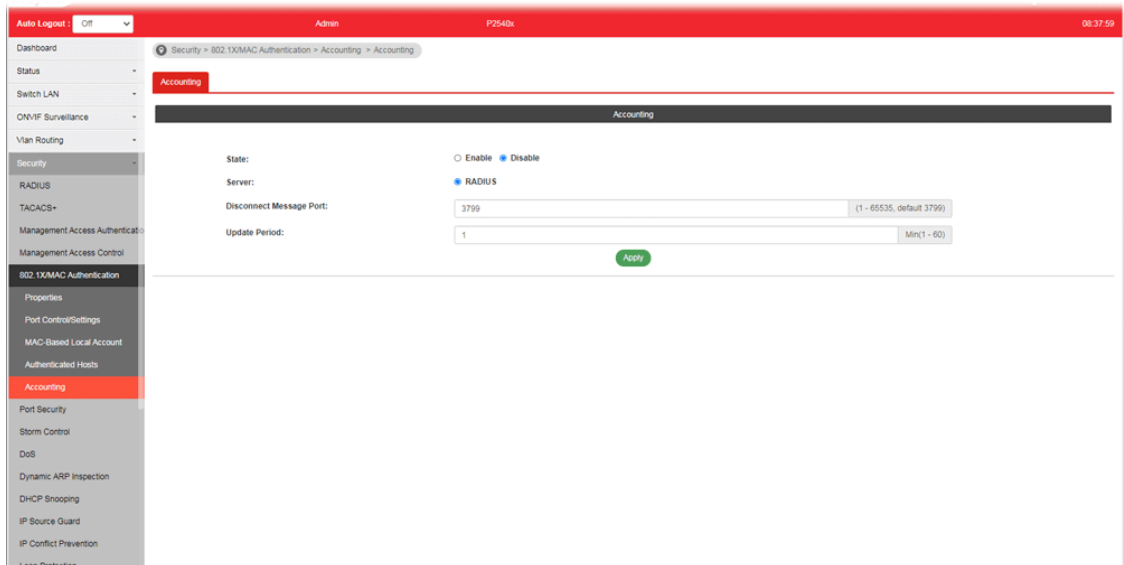 Auto Logout : Off Admin P2540x 08:37:59
Dashboard
Status
Switch LAN
ONVIF Surveillance
Vlan Routing
Security
RADIUS
TACACS+
Management Access Authenticatio
Management Access Control
802.1X/MAC Authentication
Properties
Port Control/Settings
MAC-Based Local Account
Authenticated Hosts
Accounting
Port Security
Storm Control
DoS
Dynamic ARP Inspection
DHCP Snooping
IP Source Guard
IP Conflict Prevention
Loop Protection
Security > 802.1X/MAC Authentication > Accounting > Accounting
Accounting
Accounting
State: Enable Disable
Server: RADIUS
Disconnect Message Port: 3799 (1 - 65535, default 3799)
Update Period: 1 Min(1 - 60)
Apply